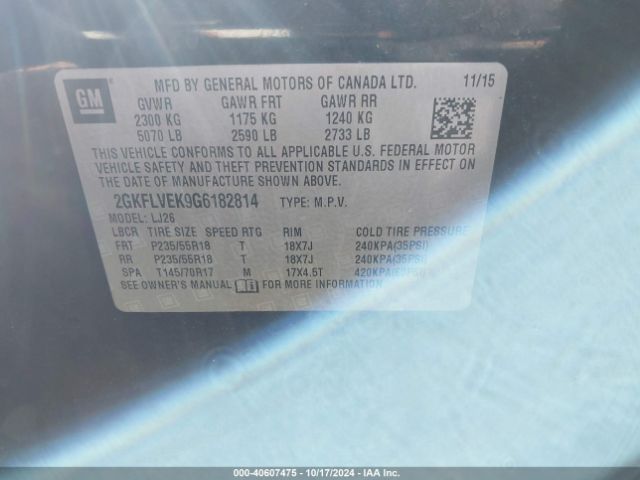 GM
MFD BY GENERAL MOTORS OF CANADA LTD. 11/15
GVWR GAWR FRT GAWR RR
2300 KG 1175 KG 1240 KG
5070 LB 2590 LB 2733 LB
THIS VEHICLE CONFORMS TO ALL APPLICABLE U.S. FEDERAL MOTOR
VEHICLE SAFETY AND THEFT PREVENTION STANDARDS IN EFFECT ON
THE DATE OF MANUFACTURE SHOWN ABOVE.
2GKFLVEK9G6182814 TYPE: M.P.V.
MODEL: LJ26
LBCR TIRE SIZE SPEED RTG RIM COLD TIRE PRESSURE
FRT P235/55R18 T 18X7J 240KPA(35PSI)
RR P235/55R18 T 18X7J 240KPA(35PSI)
SPA T145/70R17 M 17X4.5T 420KPA(60PSI)
SEE OWNER'S MANUAL FOR MORE INFORMATION
000-40607475 - 10/17/2024 - IAA Inc.